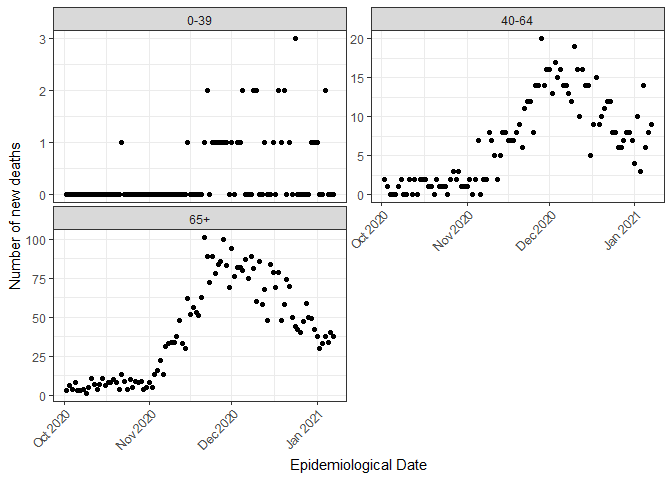 0-39
40-64
3
2
1
0
20
15
10
5
0
Oct 2020
Nov 2020
Dec 2020
Jan 2021
65+
100
75
50
25
0
Oct 2020
Nov 2020
Dec 2020
Jan 2021
Number of new deaths
Epidemiological Date